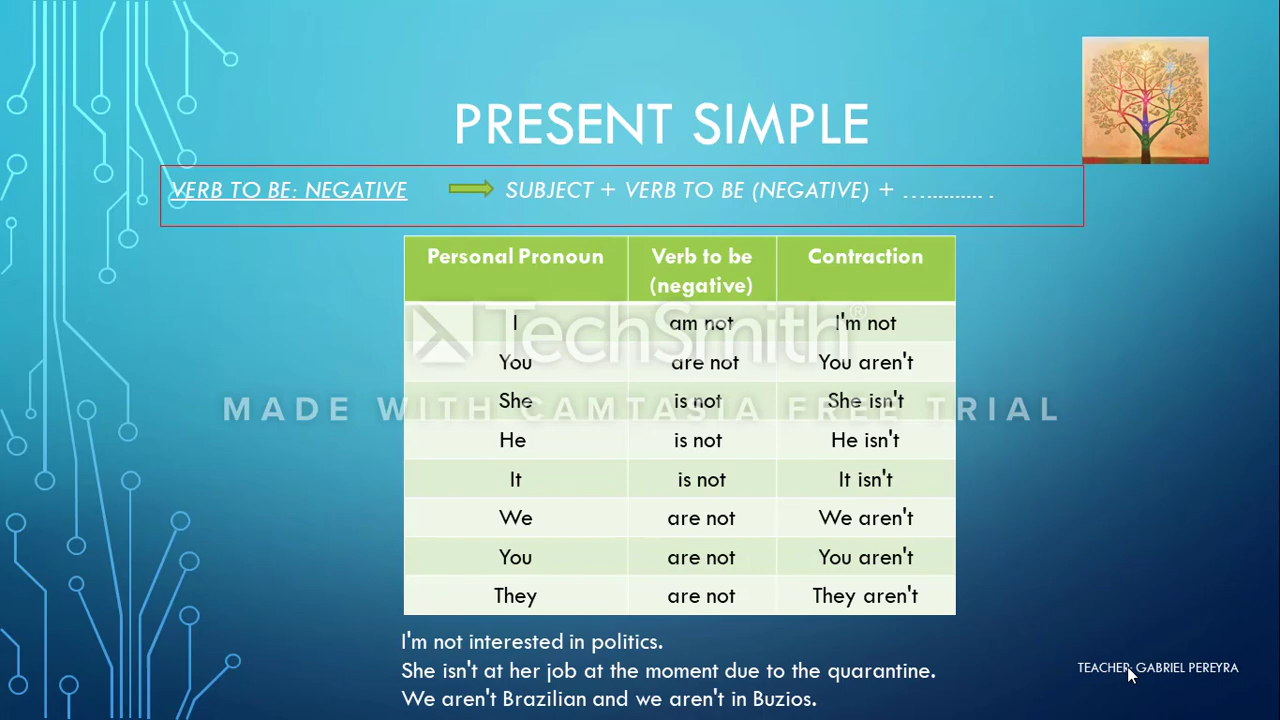 PRESENT SIMPLE
VERB TO BE: NEGATIVE SUBJECT + VERB TO BE (NEGATIVE) + ............. .
Personal Pronoun Verb to be (negative) Contraction
I am not I'm not
TechSmith®
You are not You aren't
She is not She isn't
MADE WITH CAMTASIA FREE TRIAL
He is not He isn't
It is not It isn't
We are not We aren't
You are not You aren't
They are not They aren't
I'm not interested in politics.
She isn't at her job at the moment due to the quarantine.
We aren't Brazilian and we aren't in Buzios.
TEACHER: GABRIEL PEREYRA